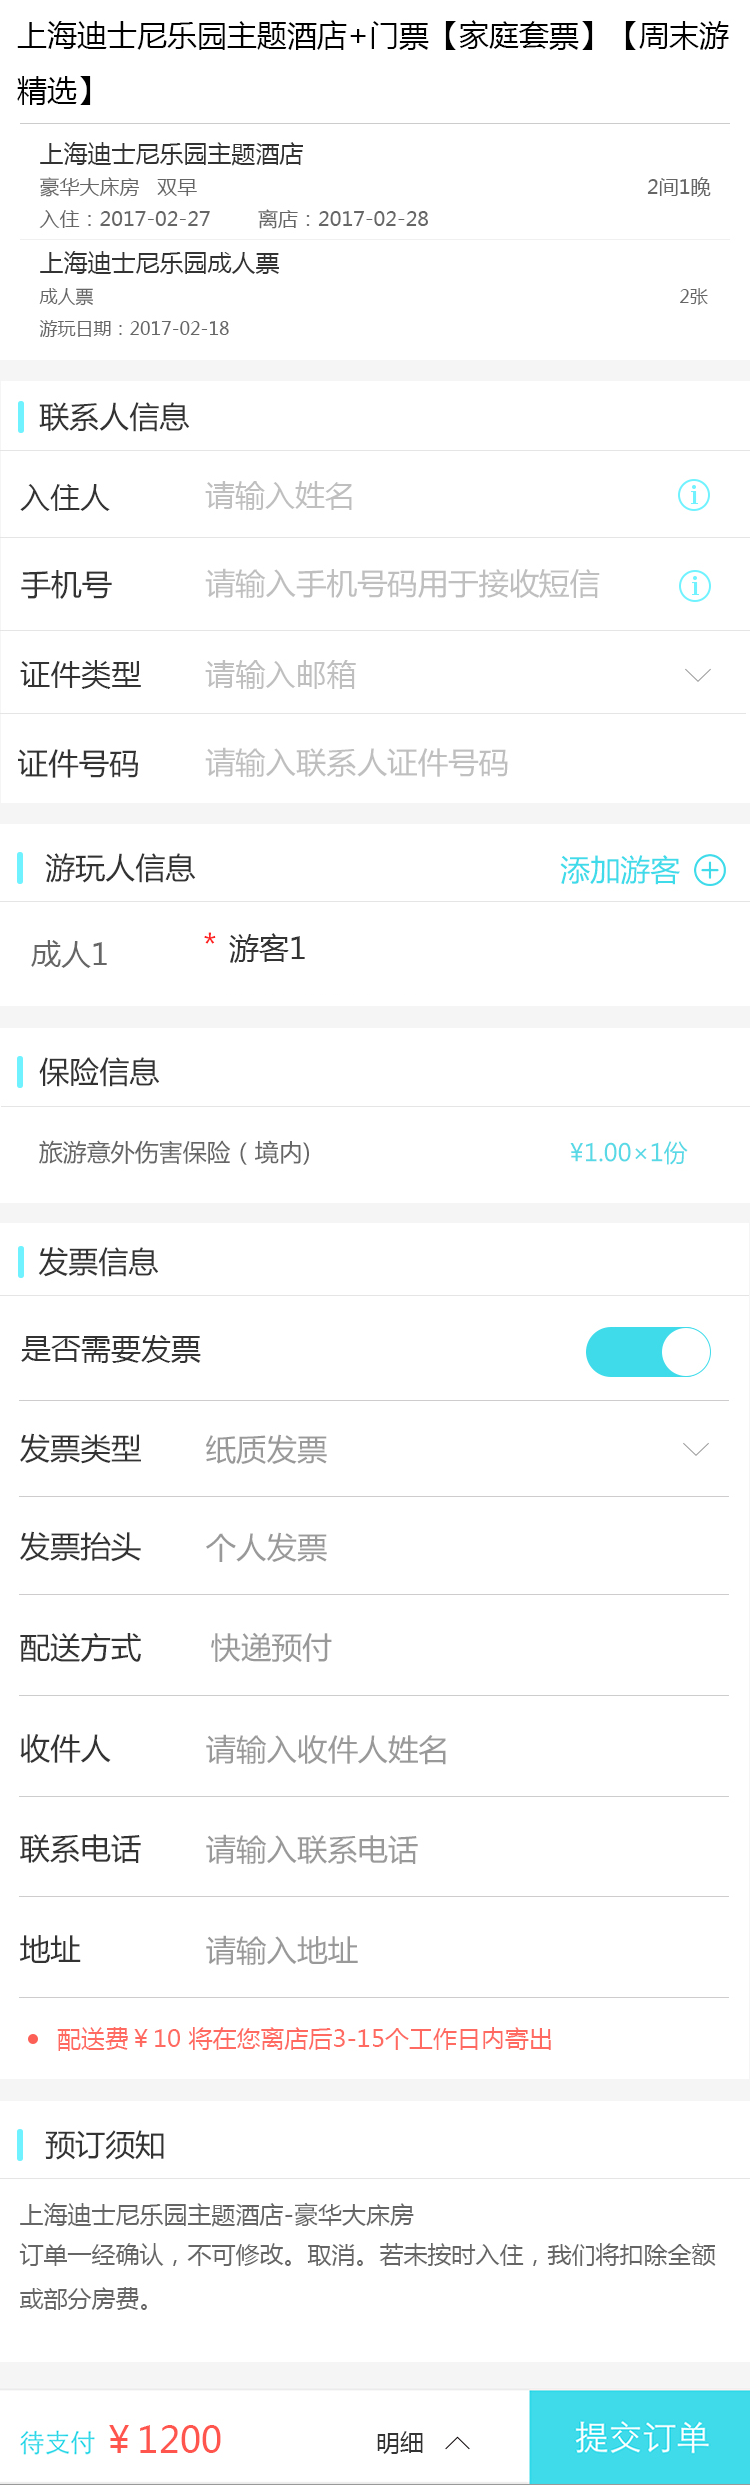 上海迪士尼乐园主题酒店+门票【家庭套票】【周末游
精选】
上海迪士尼乐园主题酒店
豪华大床房 双早 2间1晚
入住：2017-02-27 离店：2017-02-28
上海迪士尼乐园成人票
成人票 2张
游玩日期：2017-02-18
联系人信息
入住人 请输入姓名
手机号 请输入手机号码用于接收短信
证件类型 请输入邮箱
证件号码 请输入联系人证件号码
游玩人信息 添加游客
成人1 * 游客1
保险信息
旅游意外伤害保险（境内) ¥1.00×1份
发票信息
是否需要发票
发票类型 纸质发票
发票抬头 个人发票
配送方式 快递预付
收件人 请输入收件人姓名
联系电话 请输入联系电话
地址 请输入地址
• 配送费￥10 将在您离店后3-15个工作日内寄出
预订须知
上海迪士尼乐园主题酒店-豪华大床房
订单一经确认，不可修改。取消。若未按时入住，我们将扣除全额
或部分房费。
待支付 ￥1200 明细 提交订单